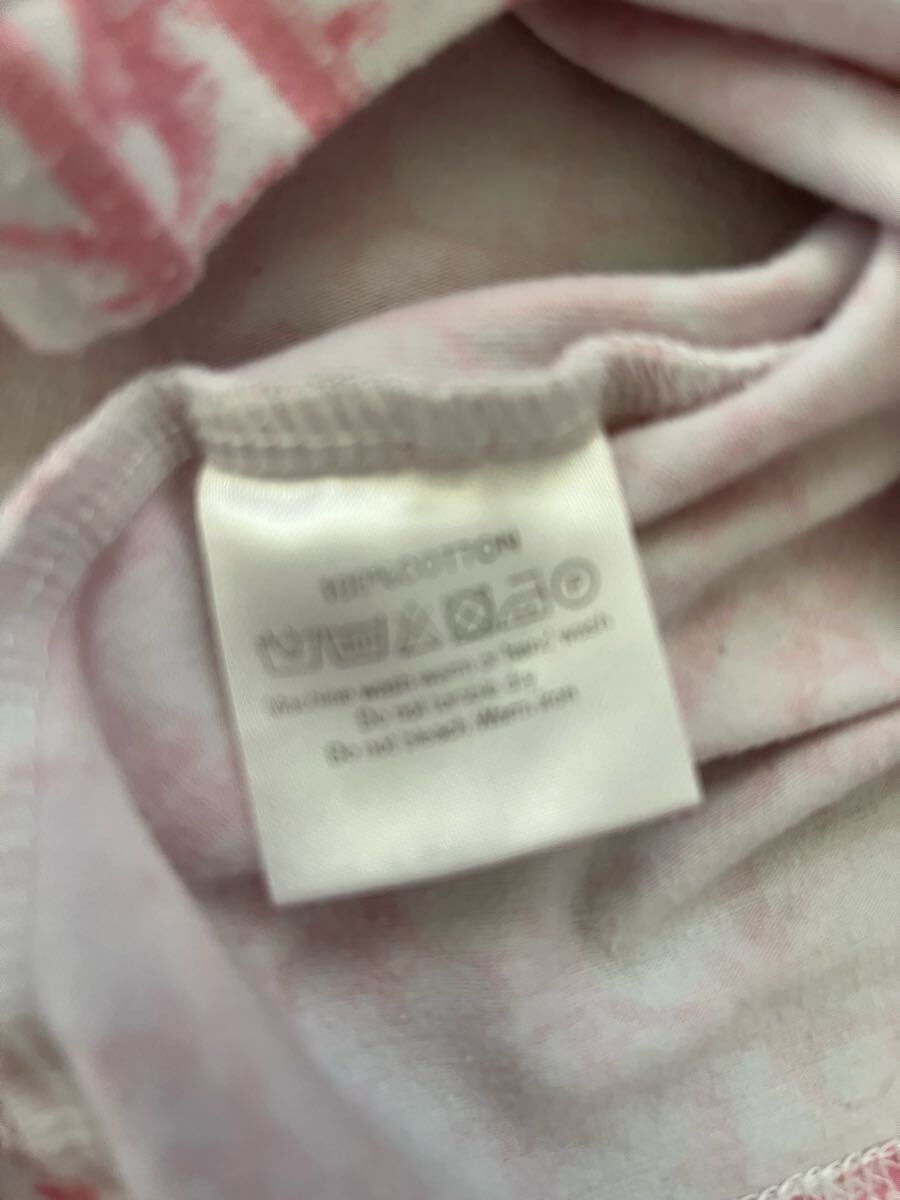 100% COTTON
Machine wash warm or hand wash
Do not tumble dry
Do not bleach Warm iron